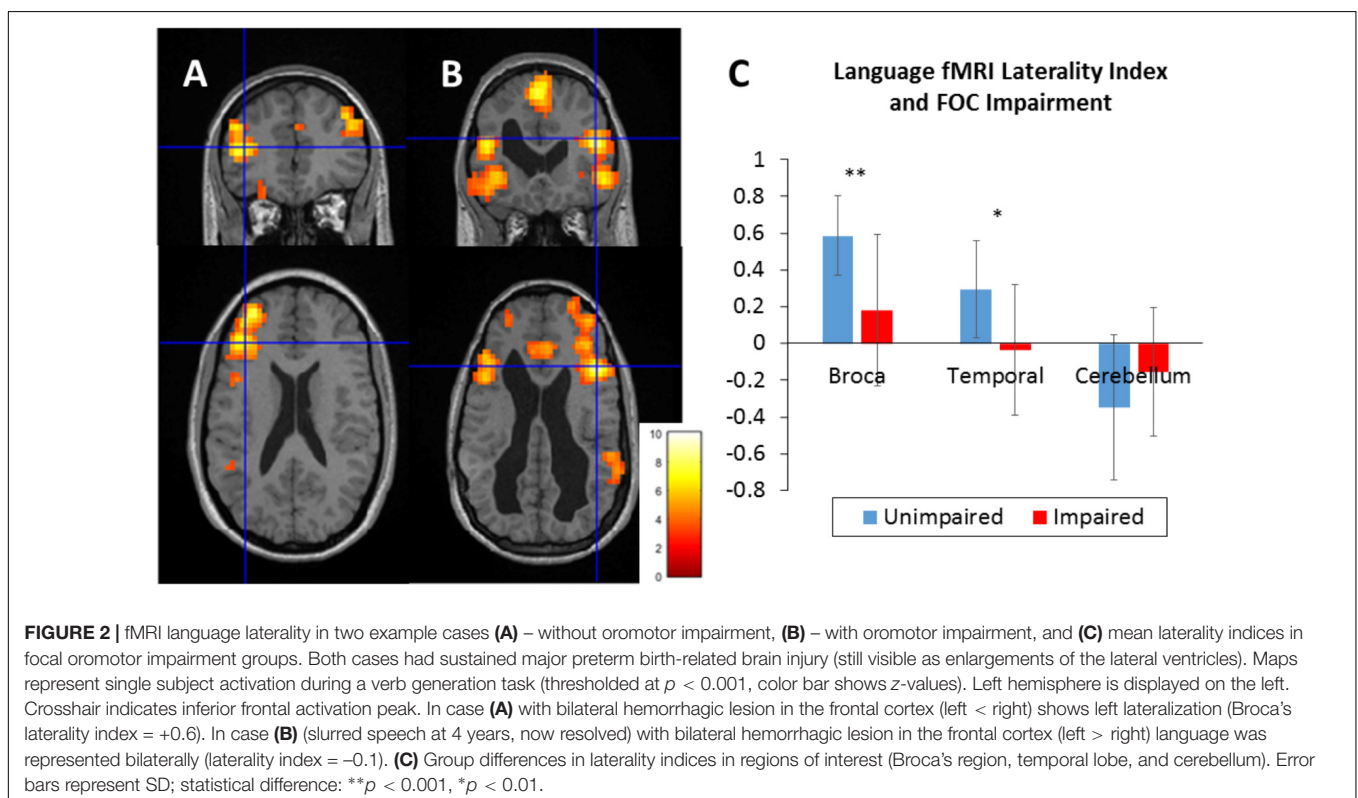 A
B
C
Language fMRI Laterality Index
and FOC Impairment
1
0.8
0.6
0.4
0.2
0
-0.2
-0.4
-0.6
-0.8
**
*
Broca
Temporal
Cerebellum
10
8
6
4
2
0
Unimpaired
Impaired
FIGURE 2 | fMRI language laterality in two example cases (A) – without oromotor impairment, (B) – with oromotor impairment, and (C) mean laterality indices in
focal oromotor impairment groups. Both cases had sustained major preterm birth-related brain injury (still visible as enlargements of the lateral ventricles). Maps
represent single subject activation during a verb generation task (thresholded at p < 0.001, color bar shows z-values). Left hemisphere is displayed on the left.
Crosshair indicates inferior frontal activation peak. In case (A) with bilateral hemorrhagic lesion in the frontal cortex (left < right) shows left lateralization (Broca's
laterality index = +0.6). In case (B) (slurred speech at 4 years, now resolved) with bilateral hemorrhagic lesion in the frontal cortex (left > right) language was
represented bilaterally (laterality index = –0.1). (C) Group differences in laterality indices in regions of interest (Broca's region, temporal lobe, and cerebellum). Error
bars represent SD; statistical difference: **p < 0.001, *p < 0.01.